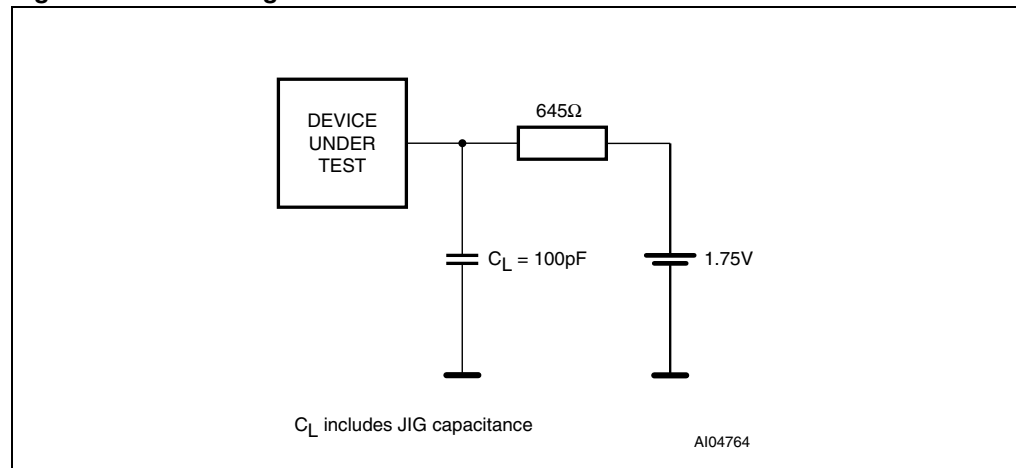 DEVICE
UNDER
TEST
645Ω
C_L = 100pF
1.75V
C_L includes JIG capacitance
AI04764